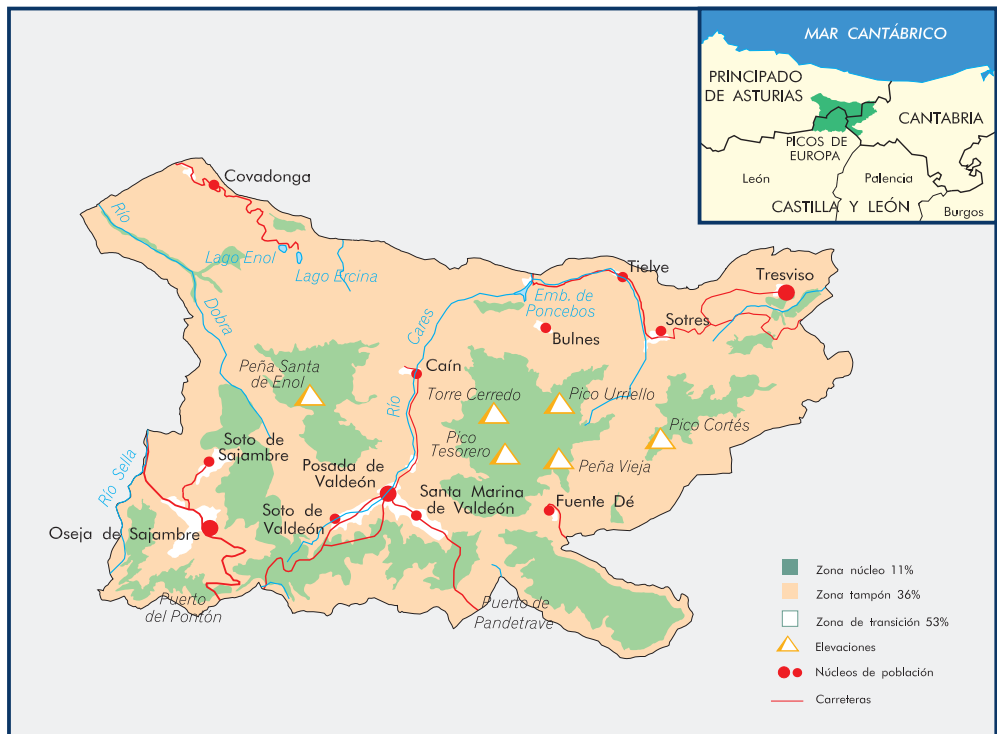 MAR CANTÁBRICO
PRINCIPADO
DE ASTURIAS
CANTABRIA
PICOS DE
EUROPA
León
Palencia
CASTILLA Y LEÓN
Burgos
Covadonga
Río
Lago Enol
Lago Ercina
Dobra
Tielve
Tresviso
Emb. de
Poncebos
Cares
Sotres
Bulnes
Peña Santa
de Enol
Caín
Río
Torre Cerredo
Pico Urriello
Pico Cortés
Pico
Tesorero
Peña Vieja
Soto de
Sajambre
Río Sella
Posada de
Valdeón
Santa Marina
de Valdeón
Fuente Dé
Soto de
Valdeón
Oseja de Sajambre
Puerto
del Pontón
Puerto de
Pandetrave
Zona núcleo 11%
Zona tampón 36%
Zona de transición 53%
Elevaciones
Núcleos de población
Carreteras